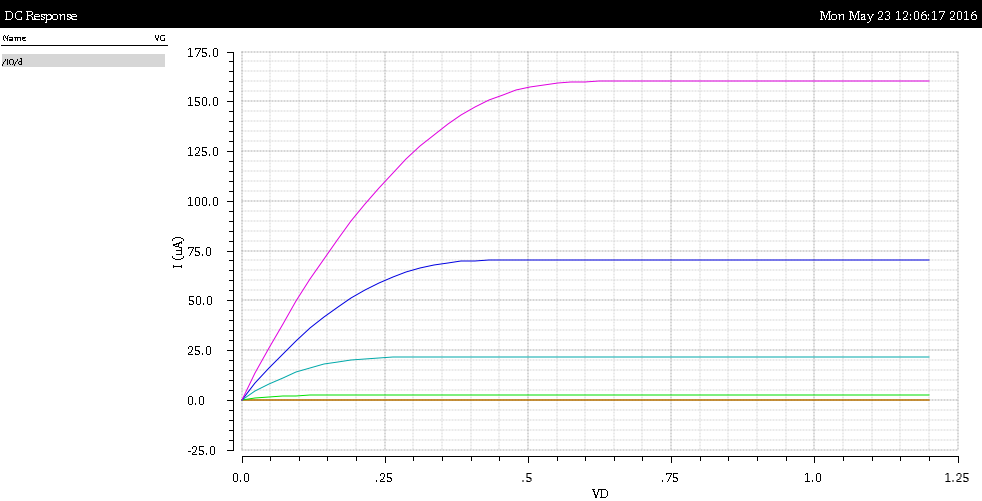 DC Response
Mon May 23 12:06:17 2016
Name VG
/I0/d
175.0
150.0
125.0
100.0
75.0
50.0
25.0
0.0
-25.0
I (uA)
0.0 .25 .5 .75 1.0 1.25
VD